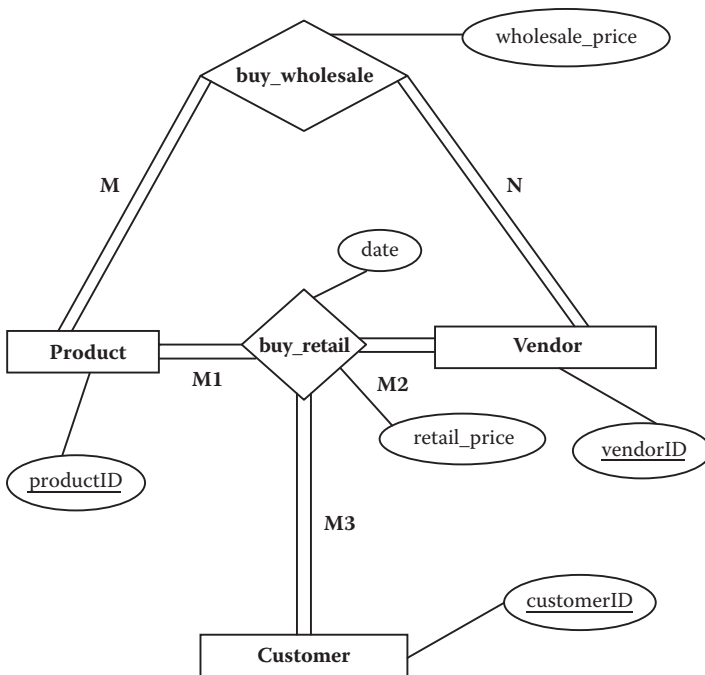 wholesale_price
buy_wholesale
M
N
date
Product
buy_retail
Vendor
M1
M2
retail_price
vendorID
productID
M3
customerID
Customer